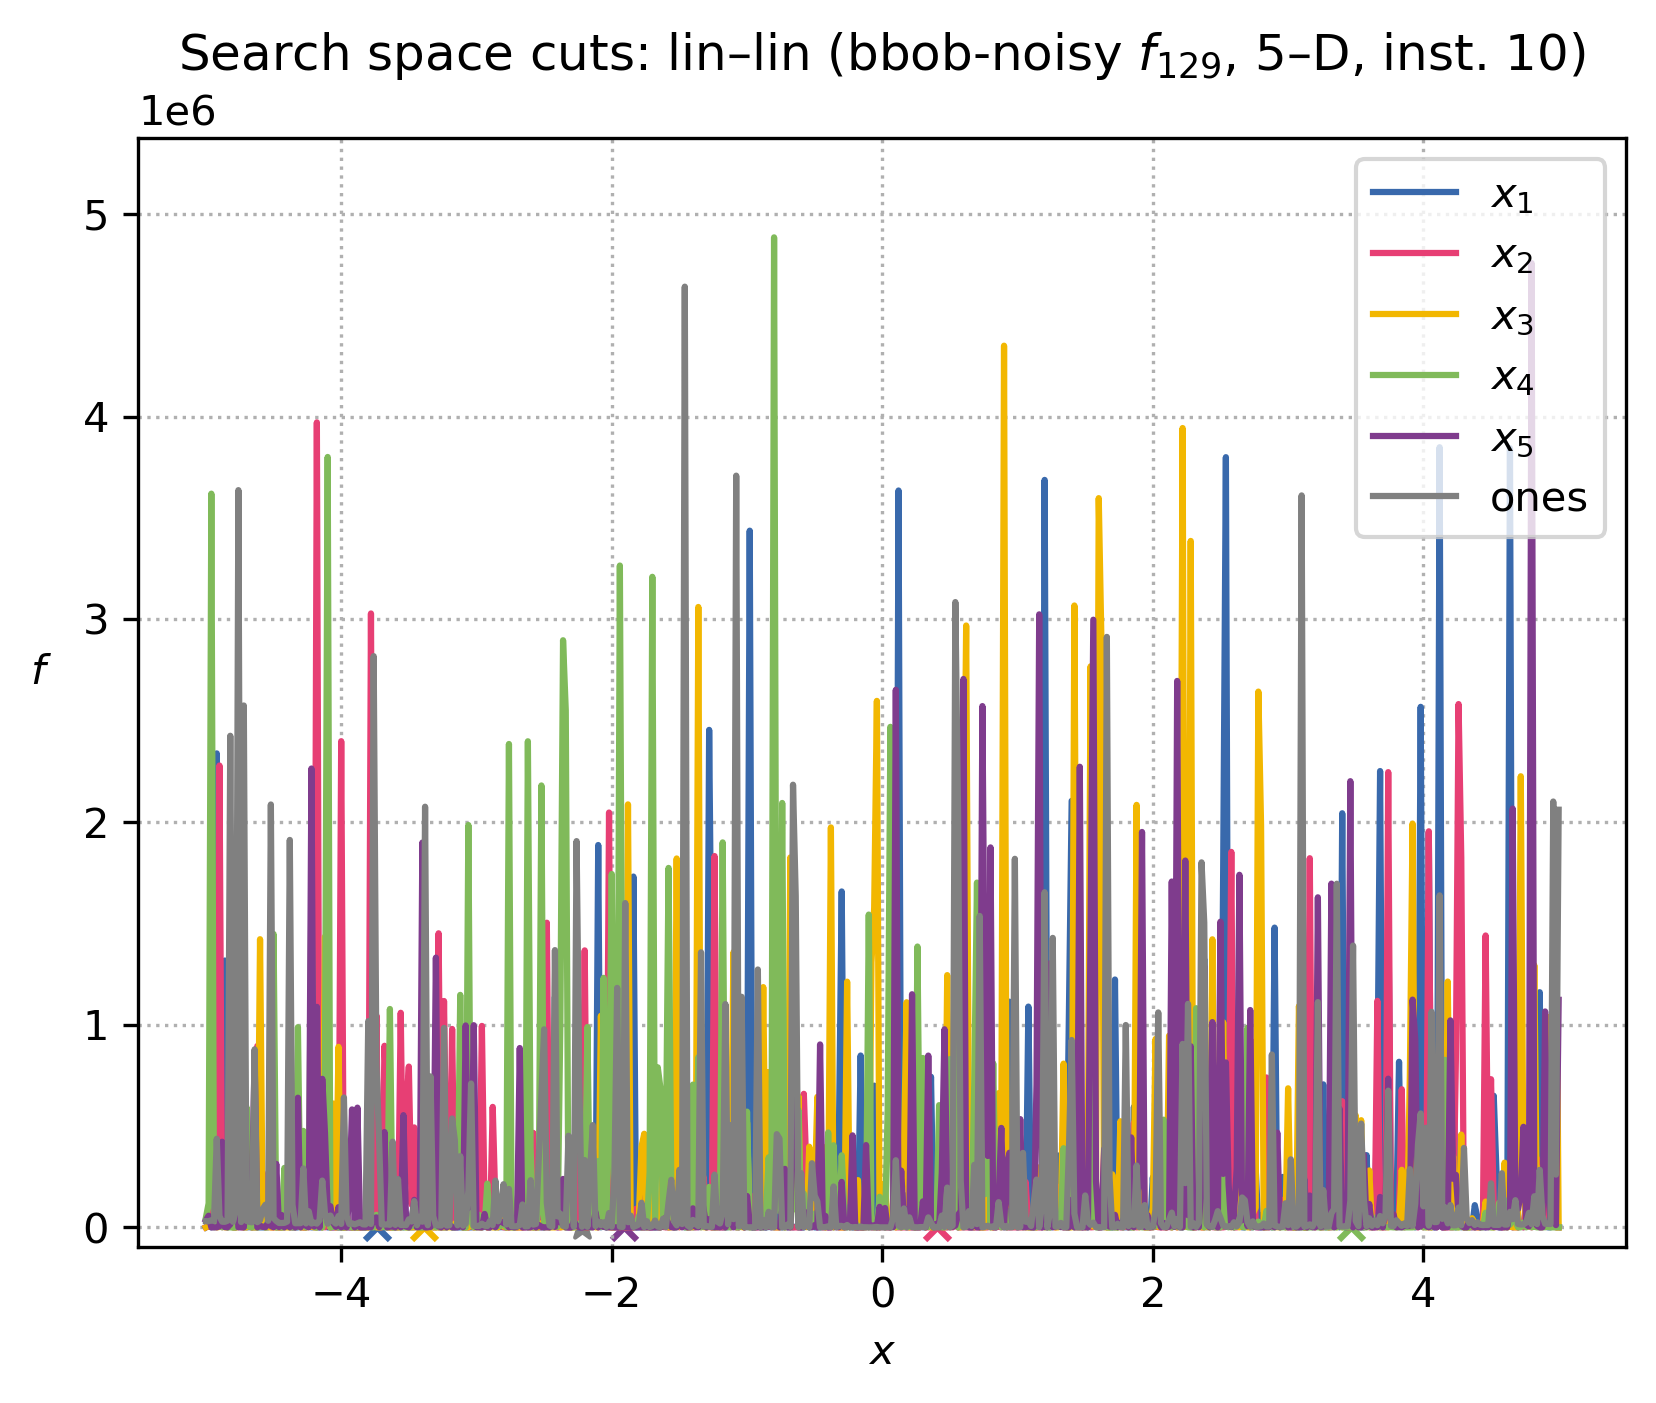 Search space cuts: lin–lin (bbob-noisy f129, 5–D, inst. 10)
1e6
5
4
3
2
1
0
f
−4 −2 0 2 4
x
x1
x2
x3
x4
x5
ones